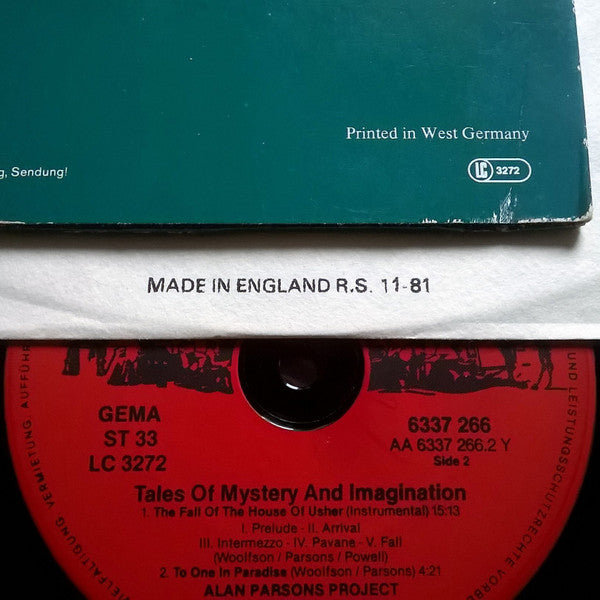 Printed in West Germany
g, Sendung!
LC 3272
MADE IN ENGLAND R.S. 11-81
GEMA
ST 33
LC 3272
6337 266
AA 6337 266.2 Y
Side 2
Tales Of Mystery And Imagination
1. The Fall Of The House Of Usher (Instrumental) 15:13
I. Prelude - II. Arrival
III. Intermezzo - IV. Pavane - V. Fall
(Woolfson / Parsons / Powell)
2. To One In Paradise (Woolfson / Parsons) 4:21
ALAN PARSONS PROJECT
VIELFÄLTIGUNG, VERMIETUNG, AUFFÜHR
UND LEISTUNGSSCHUTZRECHTE VORBE